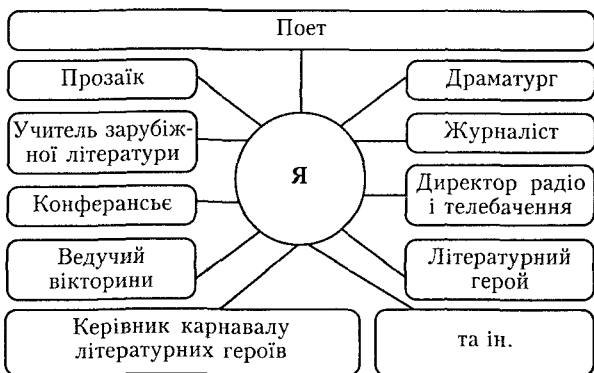 Поет
Прозаїк
Драматург
Учитель зарубіж-
ної літератури
Журналіст
Я
Конферансьє
Директор радіо
і телебачення
Ведучий
вікторини
Літературний
герой
Керівник карнавалу
літературних героїв
та ін.